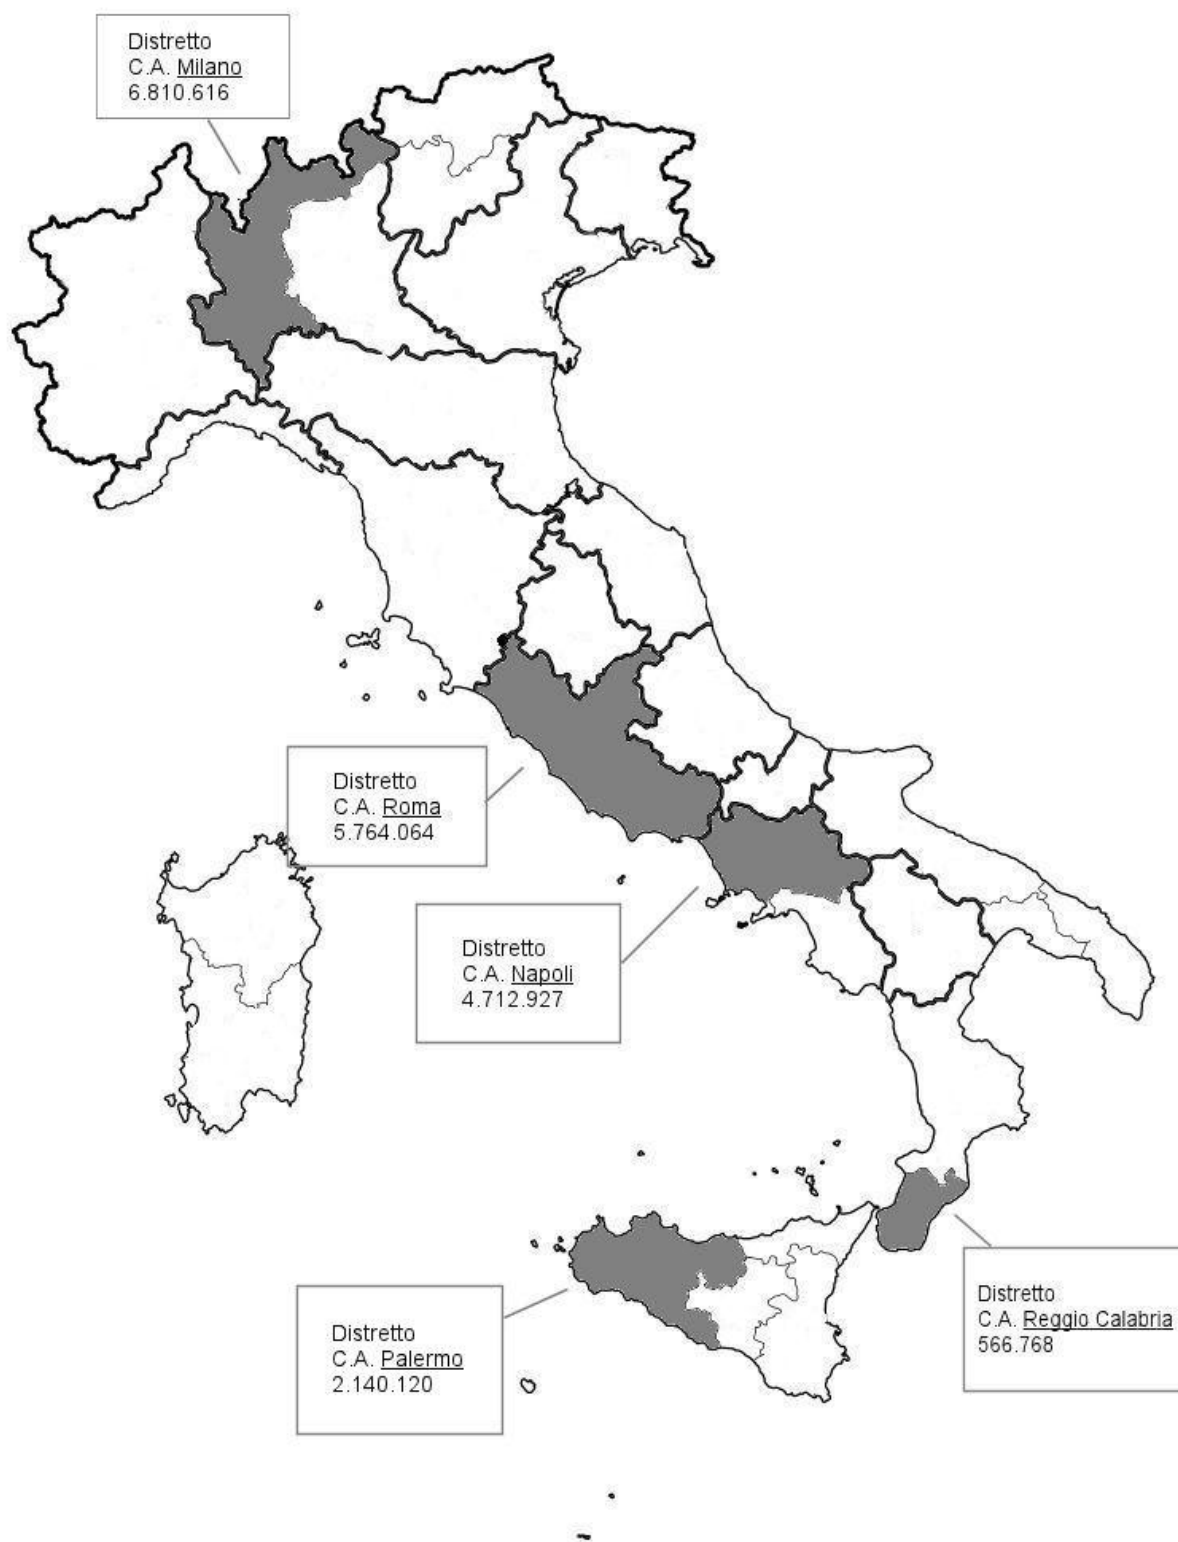 Distretto
C.A. Milano
6.810.616
Distretto
C.A. Roma
5.764.064
Distretto
C.A. Napoli
4.712.927
Distretto
C.A. Reggio Calabria
566.768
Distretto
C.A. Palermo
2.140.120